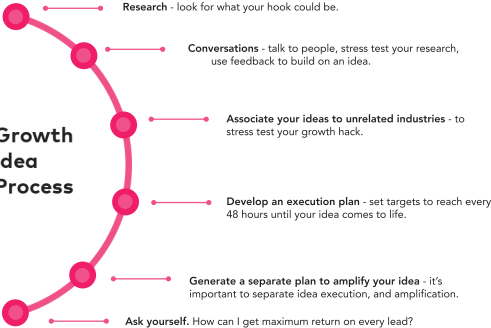 Research - look for what your hook could be.
Conversations - talk to people, stress test your research,
use feedback to build on an idea.
Growth
Idea
Process
Associate your ideas to unrelated industries - to
stress test your growth hack.
Develop an execution plan - set targets to reach every
48 hours until your idea comes to life.
Generate a separate plan to amplify your idea - it’s
important to separate idea execution, and amplification.
Ask yourself. How can I get maximum return on every lead?